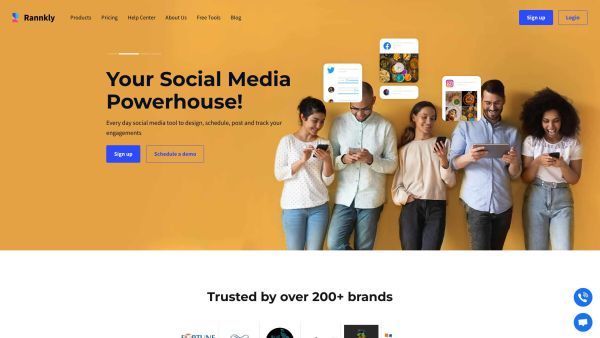 Rannkly
Products Pricing Help Center About Us Free Tools Blog
Sign up Login
Your Social Media
Powerhouse!
Every day social media tool to design, schedule, post and track your
engagements
Sign up Schedule a demo
Trusted by over 200+ brands
FORTUNE